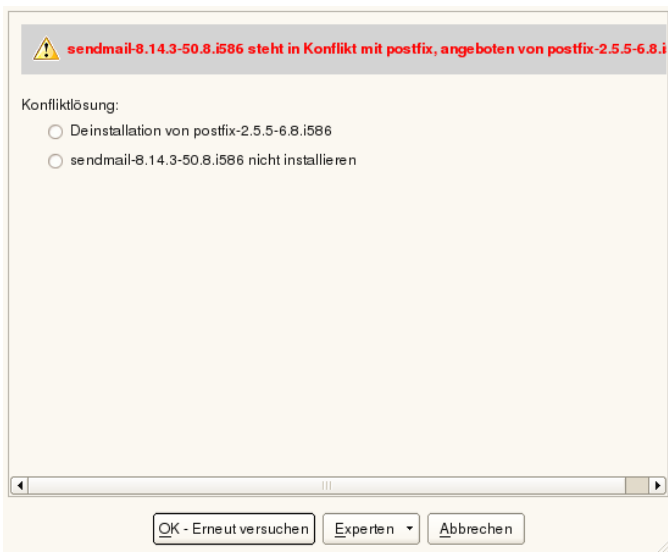 sendmail-8.14.3-50.8.i586 steht in Konflikt mit postfix, angeboten von postfix-2.5.5-6.8.i
Konfliktlösung:
Deinstallation von postfix-2.5.5-6.8.i586
sendmail-8.14.3-50.8.i586 nicht installieren
OK - Erneut versuchen Experten Abbrechen